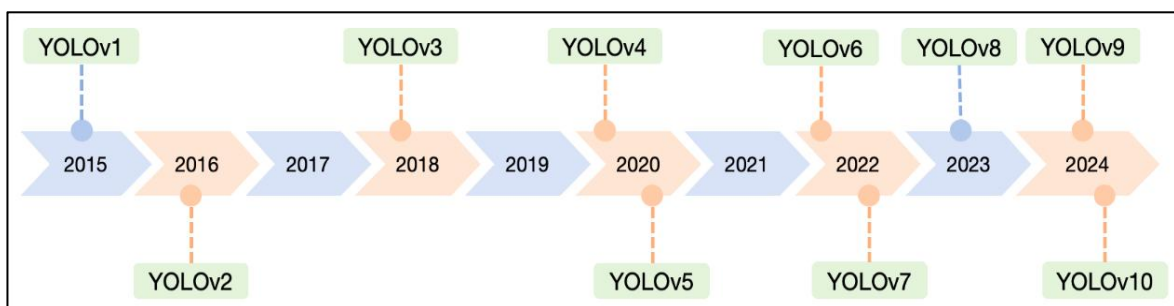 YOLOv1 YOLOv3 YOLOv4 YOLOv6 YOLOv8 YOLOv9
2015 2016 2017 2018 2019 2020 2021 2022 2023 2024
YOLOv2 YOLOv5 YOLOv7 YOLOv10